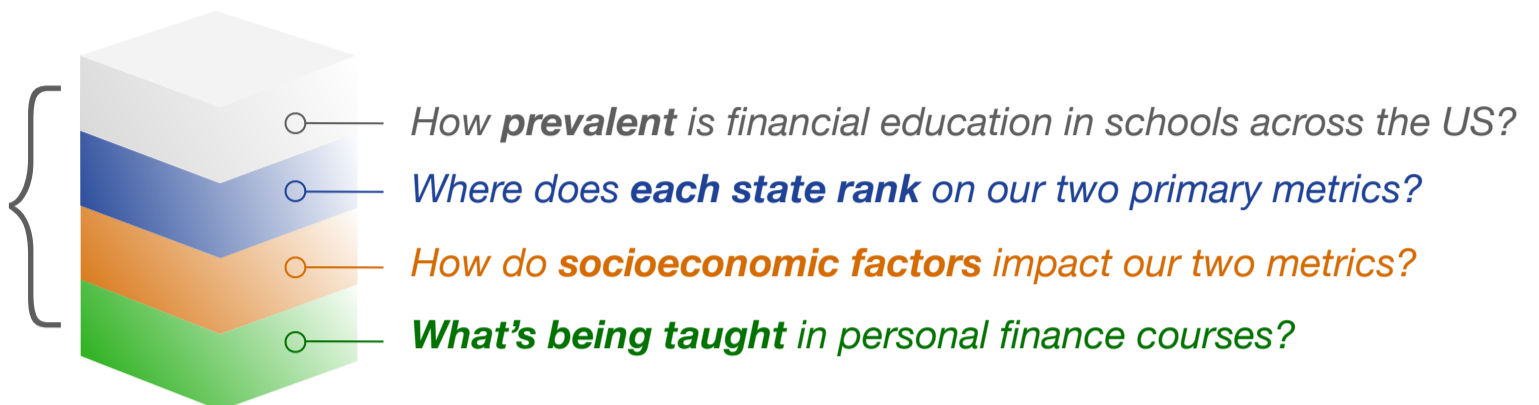 How prevalent is financial education in schools across the US?
Where does each state rank on our two primary metrics?
How do socioeconomic factors impact our two metrics?
What’s being taught in personal finance courses?